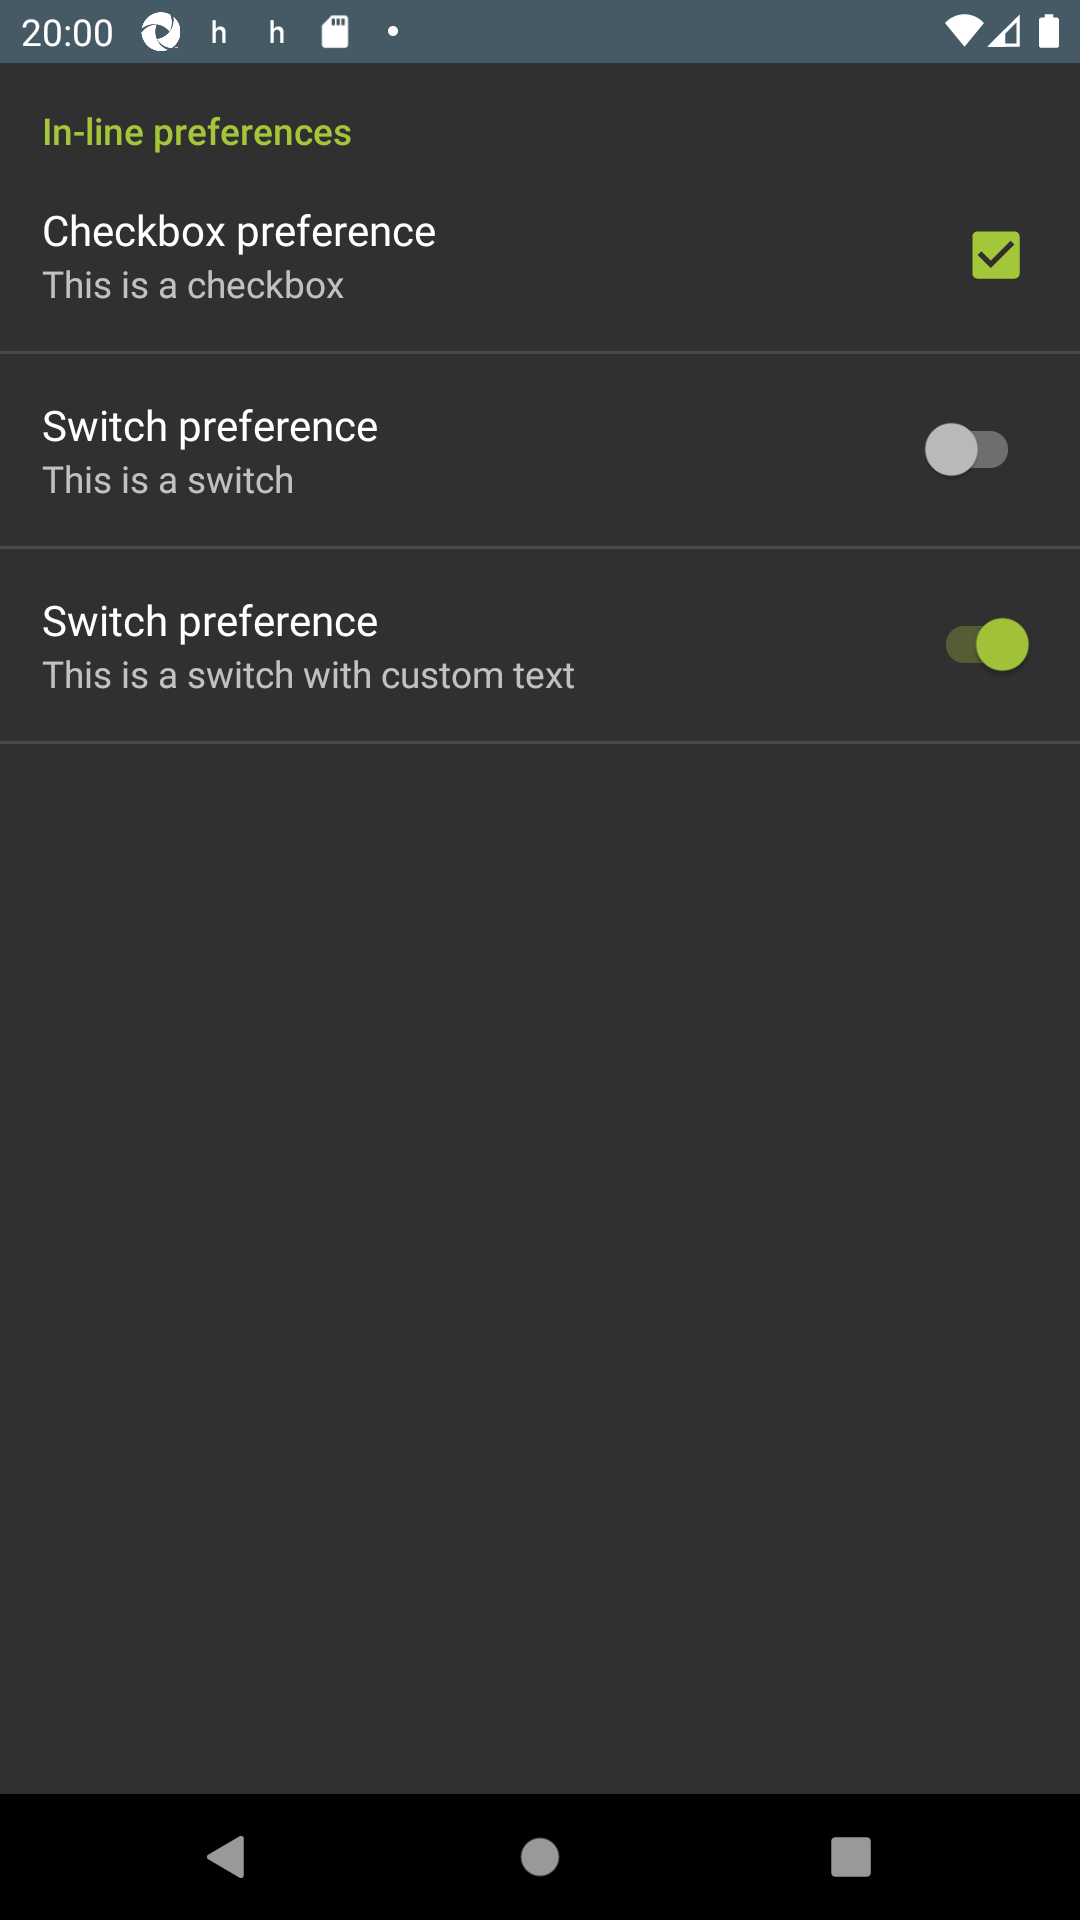 20:00 h h
In-line preferences
Checkbox preference
This is a checkbox
Switch preference
This is a switch
Switch preference
This is a switch with custom text